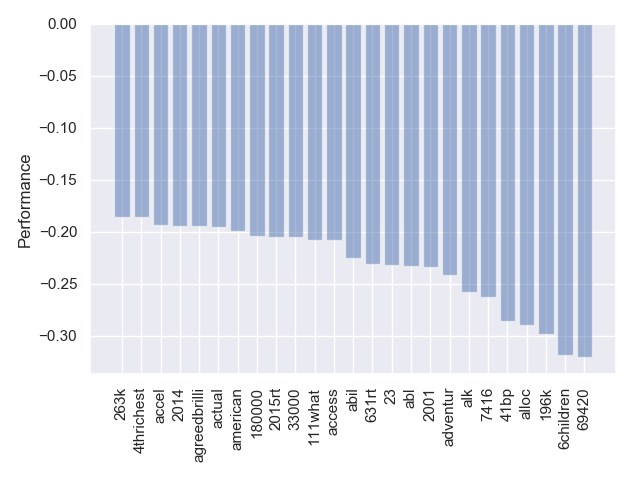 0.00
−0.05
−0.10
−0.15
−0.20
−0.25
−0.30
Performance
263k
4thrichest
accel
2014
agreedbrilli
actual
american
180000
2015rt
33000
111what
access
abil
631rt
23
abl
2001
adventur
alk
7416
41bp
alloc
196k
6children
69420